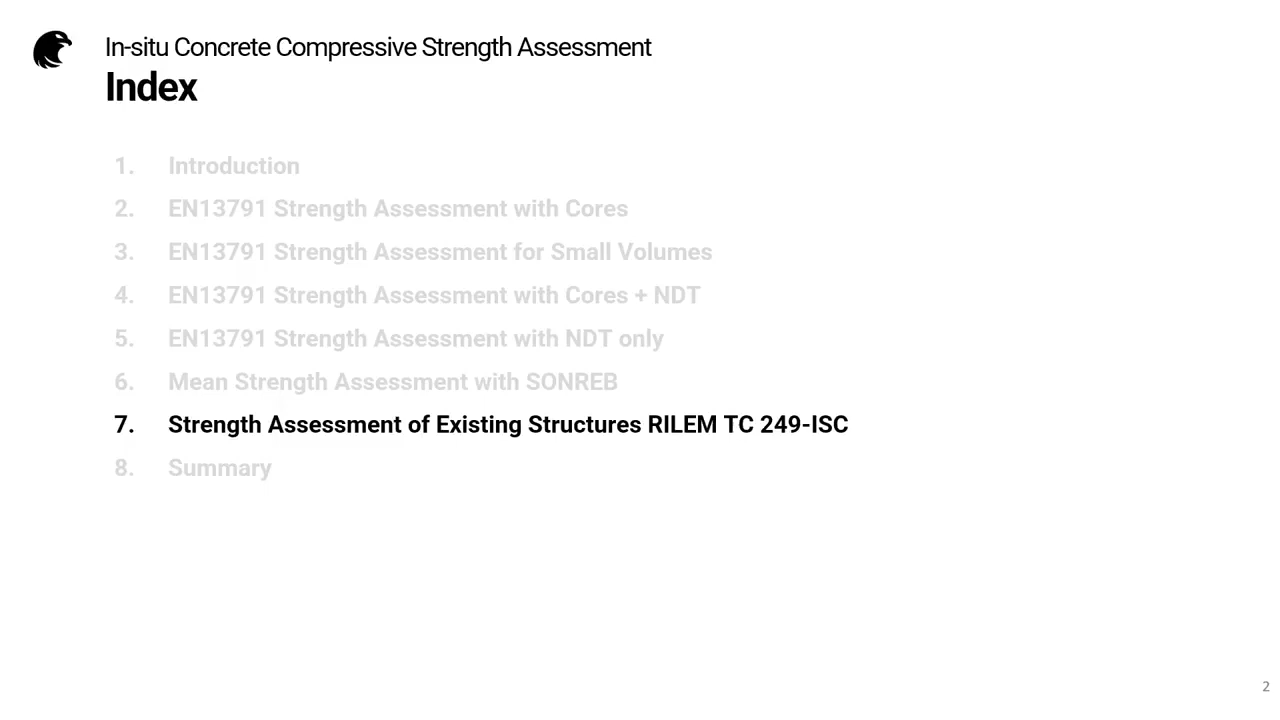 In-situ Concrete Compressive Strength Assessment
Index
1. Introduction
2. EN13791 Strength Assessment with Cores
3. EN13791 Strength Assessment for Small Volumes
4. EN13791 Strength Assessment with Cores + NDT
5. EN13791 Strength Assessment with NDT only
6. Mean Strength Assessment with SONREB
7. Strength Assessment of Existing Structures RILEM TC 249-ISC
8. Summary
2